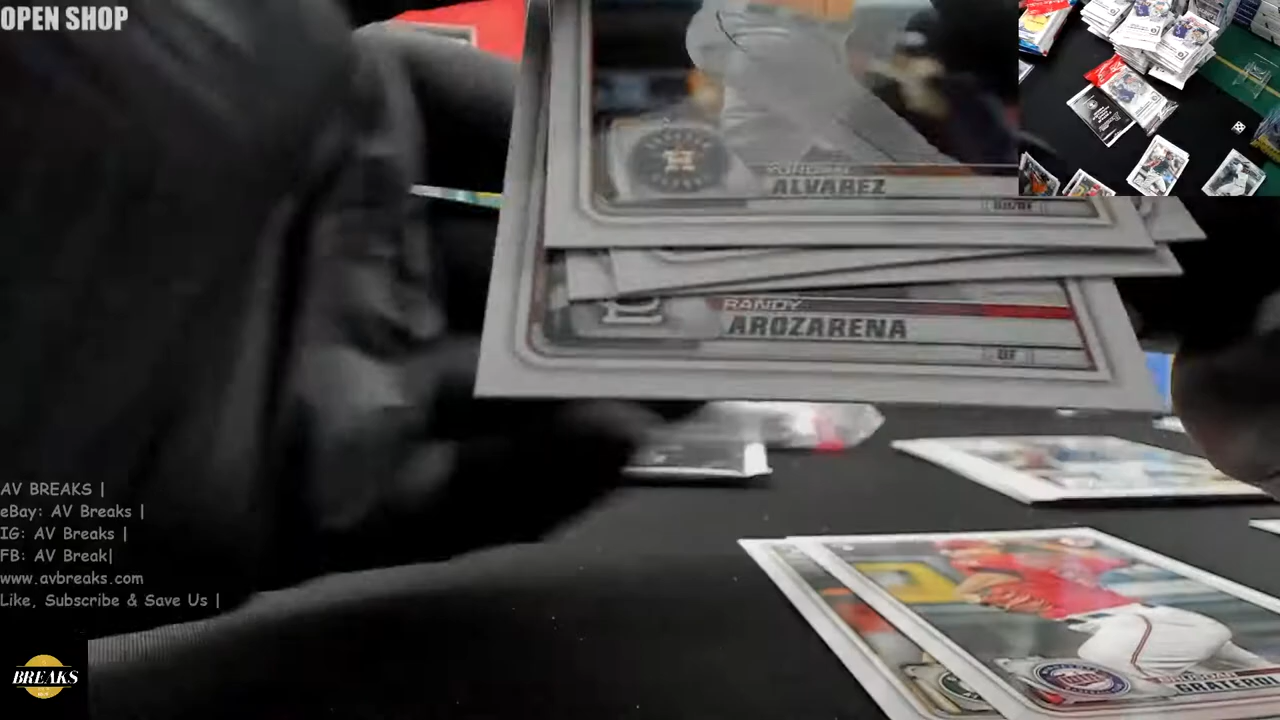 OPEN SHOP
ALVAREZ
RANDY
AROZARENA
OF
AV BREAKS |
eBay: AV Breaks |
IG: AV Breaks |
FB: AV Break|
www.avbreaks.com
Like, Subscribe & Save Us |
BREAKS
GRATEROL